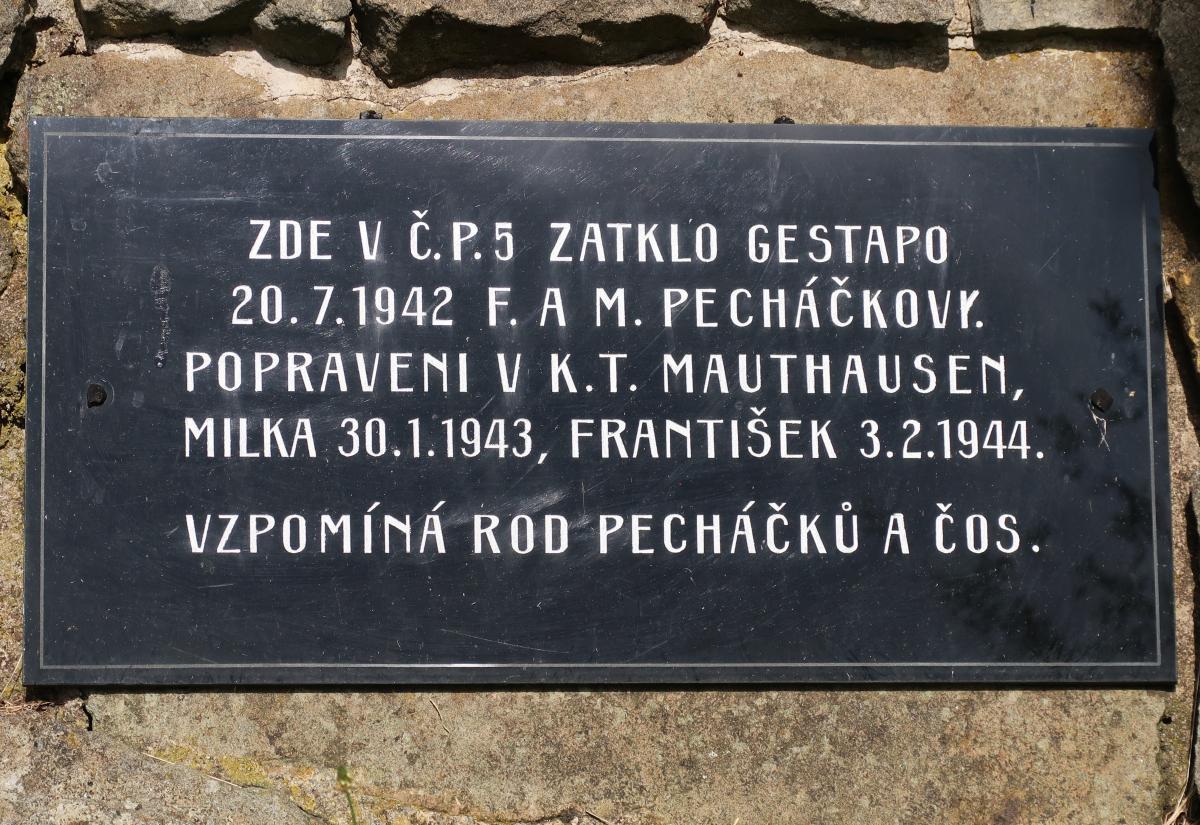 ZDE V Č.P.5 ZATKLO GESTAPO
20.7.1942 F. A M. PECHÁČKOVY.
POPRAVENI V K.T. MAUTHAUSEN,
MILKA 30.1.1943, FRANTIŠEK 3.2.1944.
VZPOMÍNÁ ROD PECHÁČKŮ A ČOS.